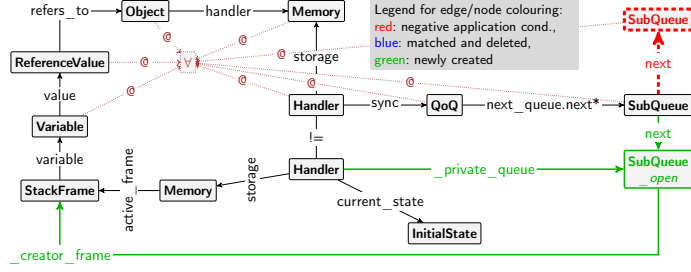 refers_to
Object
handler
Memory
Legend for edge/node colouring:
red: negative application cond.,
blue: matched and deleted,
green: newly created
SubQueue
@
@
@
ReferenceValue
@
∀
storage
next
@
@
@
@
value
Handler
sync
QoQ
next_queue.next*
SubQueue
Variable
!=
next
variable
active_frame
storage
Handler
_private_queue
SubQueue
_open
StackFrame
Memory
current_state
InitialState
_creator_frame